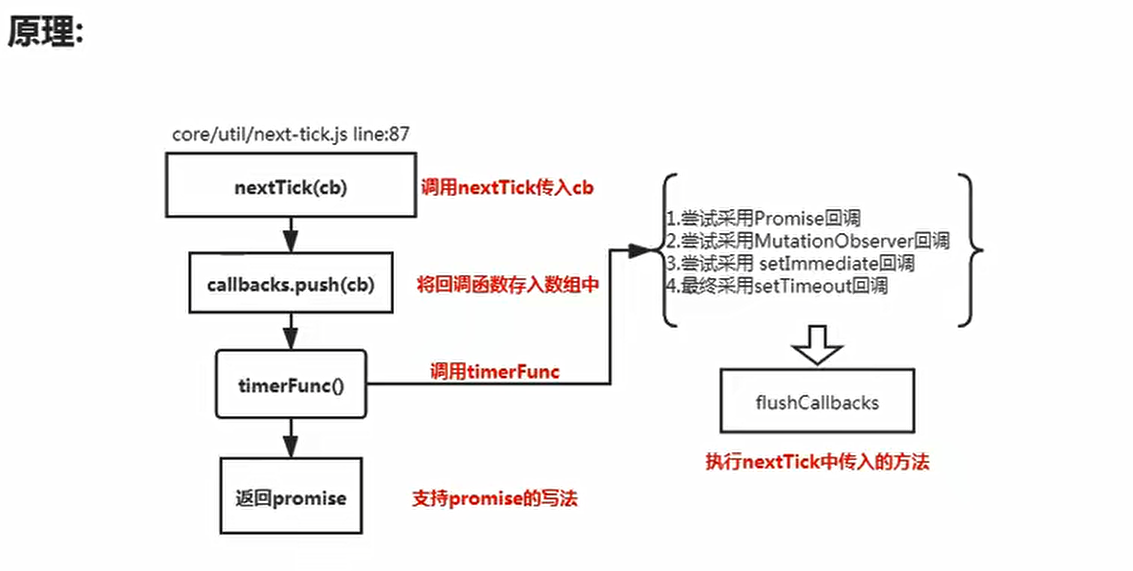 原理:
core/util/next-tick.js line:87
nextTick(cb)
调用nextTick传入cb
callbacks.push(cb)
将回调函数存入数组中
timerFunc()
调用timerFunc
返回promise
支持promise的写法
1.尝试采用Promise回调
2.尝试采用MutationObserver回调
3.尝试采用 setImmediate回调
4.最终采用setTimeout回调
flushCallbacks
执行nextTick中传入的方法